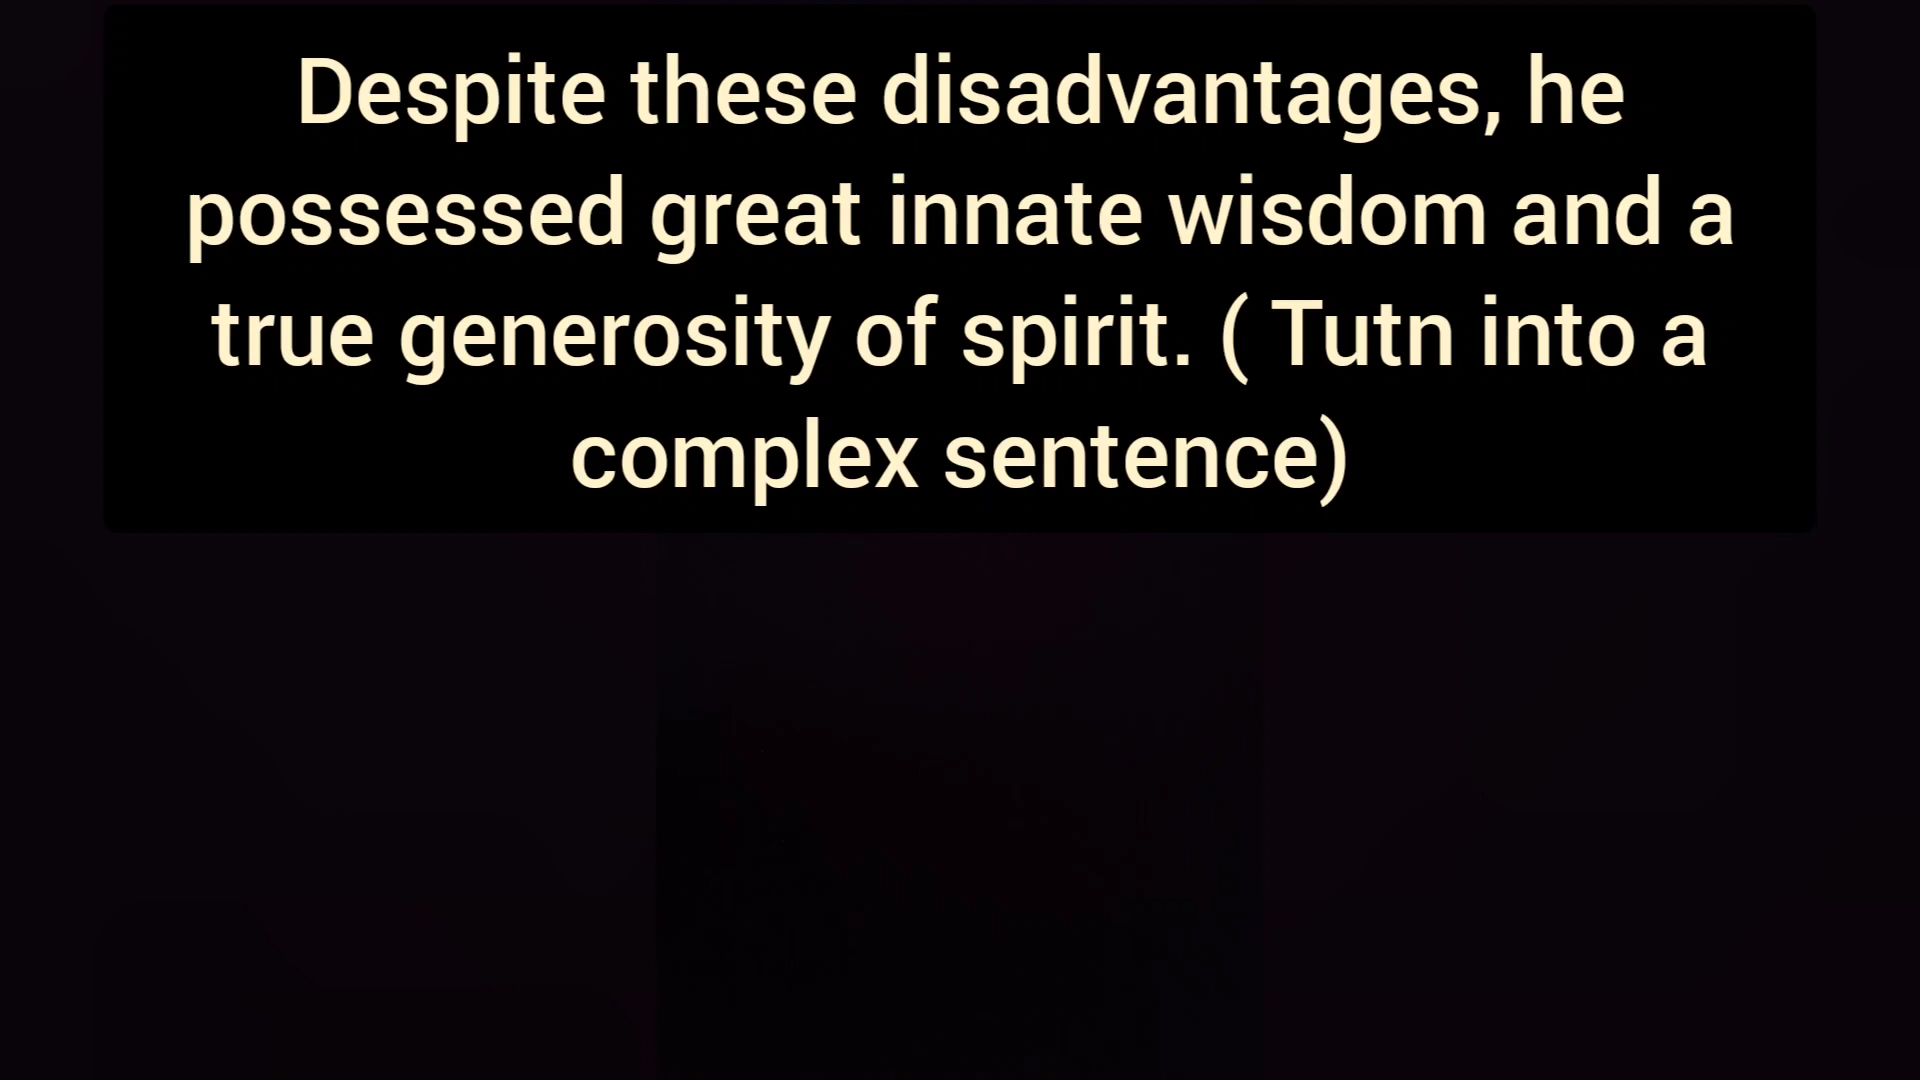 Despite these disadvantages, he
possessed great innate wisdom and a
true generosity of spirit. ( Tutn into a
complex sentence)